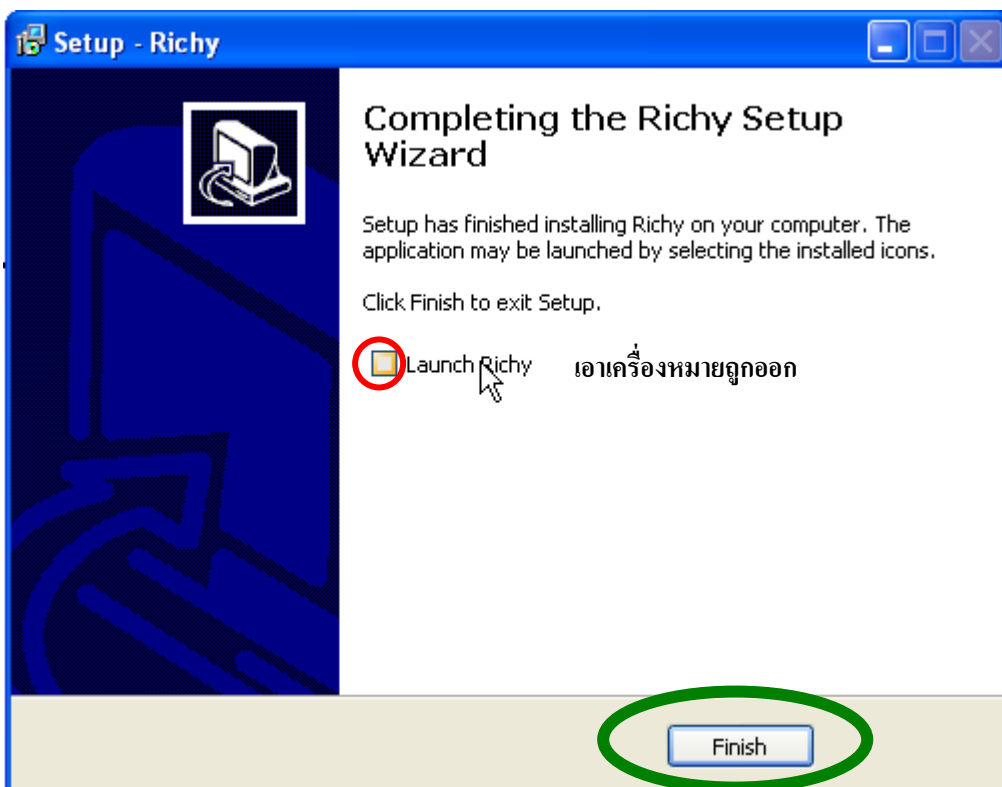 Setup - Richy
Completing the Richy Setup
Wizard
Setup has finished installing Richy on your computer. The
application may be launched by selecting the installed icons.
Click Finish to exit Setup.
Launch Richy เอาเครื่องหมายถูกออก
Finish